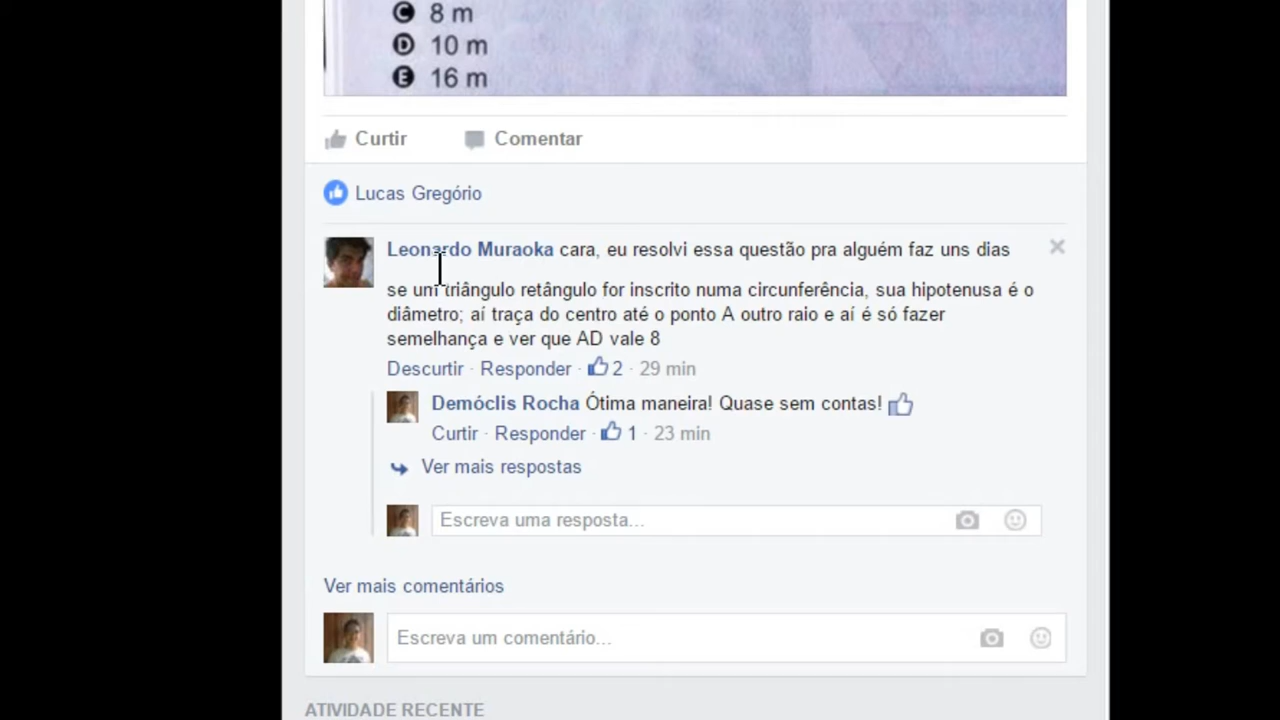 C 8 m
D 10 m
E 16 m
Curtir Comentar
Lucas Gregório
Leonardo Muraoka cara, eu resolvi essa questão pra alguém faz uns dias
se um triângulo retângulo for inscrito numa circunferência, sua hipotenusa é o
diâmetro; aí traça do centro até o ponto A outro raio e aí é só fazer
semelhança e ver que AD vale 8
Descurtir · Responder · 2 · 29 min
Demóclis Rocha Ótima maneira! Quase sem contas!
Curtir · Responder · 1 · 23 min
Ver mais respostas
Escreva uma resposta...
Ver mais comentários
Escreva um comentário...
ATIVIDADE RECENTE